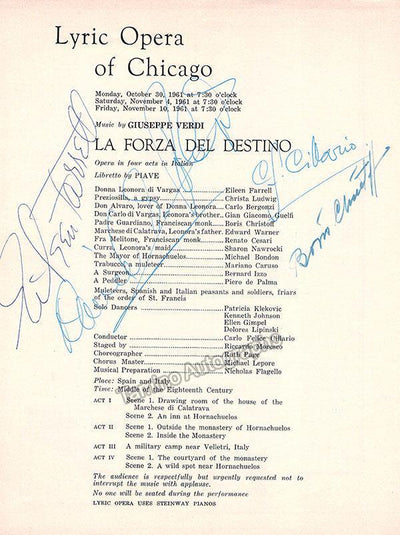 Lyric Opera
of Chicago
Monday, October 30, 1961 at 7:30 o'clock
Saturday, November 4, 1961 at 7:30 o'clock
Friday, November 10, 1961 at 7:30 o'clock
Music by GIUSEPPE VERDI
LA FORZA DEL DESTINO
Opera in four acts in Italian
Libretto by PIAVE
Donna Leonora di Vargas Eileen Farrell
Preziosilla, a gypsy Christa Ludwig
Don Alvaro, lover of Donna Leonora Carlo Bergonzi
Don Carlo di Vargas, Leonora's brother Gian Giacomo Guelfi
Padre Guardiano, Franciscan monk Boris Christoff
Marchese di Calatrava, Leonora's father Edward Warner
Fra Melitone, Franciscan monk Renato Cesari
Curra, Leonora's maid Sharon Nawrocki
The Mayor of Hornachuelos Michael Bondon
Trabucco, a muleteer Mariano Caruso
A Surgeon Bernard Izzo
A Peddler Piero de Palma
Muleteers, Spanish and Italian peasants and soldiers, friars
of the order of St. Francis
Solo Dancers Patricia Klekovic
Kenneth Johnson
Ellen Gimpel
Dolores Lipinski
Conductor Carlo Felice Cillario
Staged by Riccardo Moresco
Choreographer Ruth Page
Chorus Master Michael Lepore
Musical Preparation Nicholas Flagello
Place: Spain and Italy
Time: Middle of the Eighteenth Century
ACT I Scene 1. Drawing room of the house of the
Marchese di Calatrava
Scene 2. An inn at Hornachuelos
ACT II Scene 1. Outside the monastery of Hornachuelos
Scene 2. Inside the Monastery
ACT III A military camp near Velletri, Italy
ACT IV Scene 1. The courtyard of the monastery
Scene 2. A wild spot near Hornachuelos
The audience is respectfully but urgently requested not to
interrupt the music with applause.
No one will be seated during the performance
LYRIC OPERA USES STEINWAY PIANOS
Eileen Farrell
Boris Christoff
Tamino Autographs